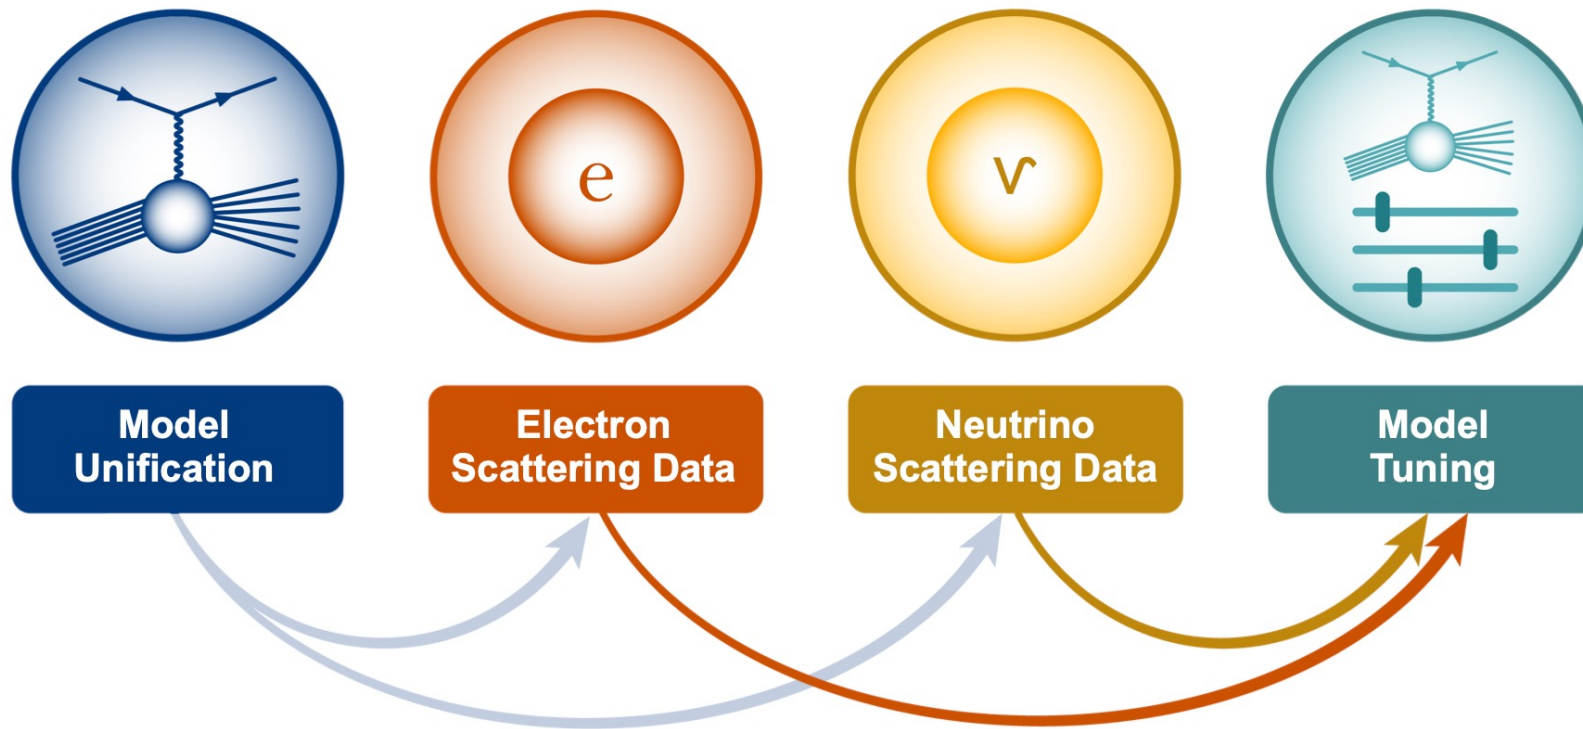 e
ν
Model
Unification
Electron
Scattering Data
Neutrino
Scattering Data
Model
Tuning